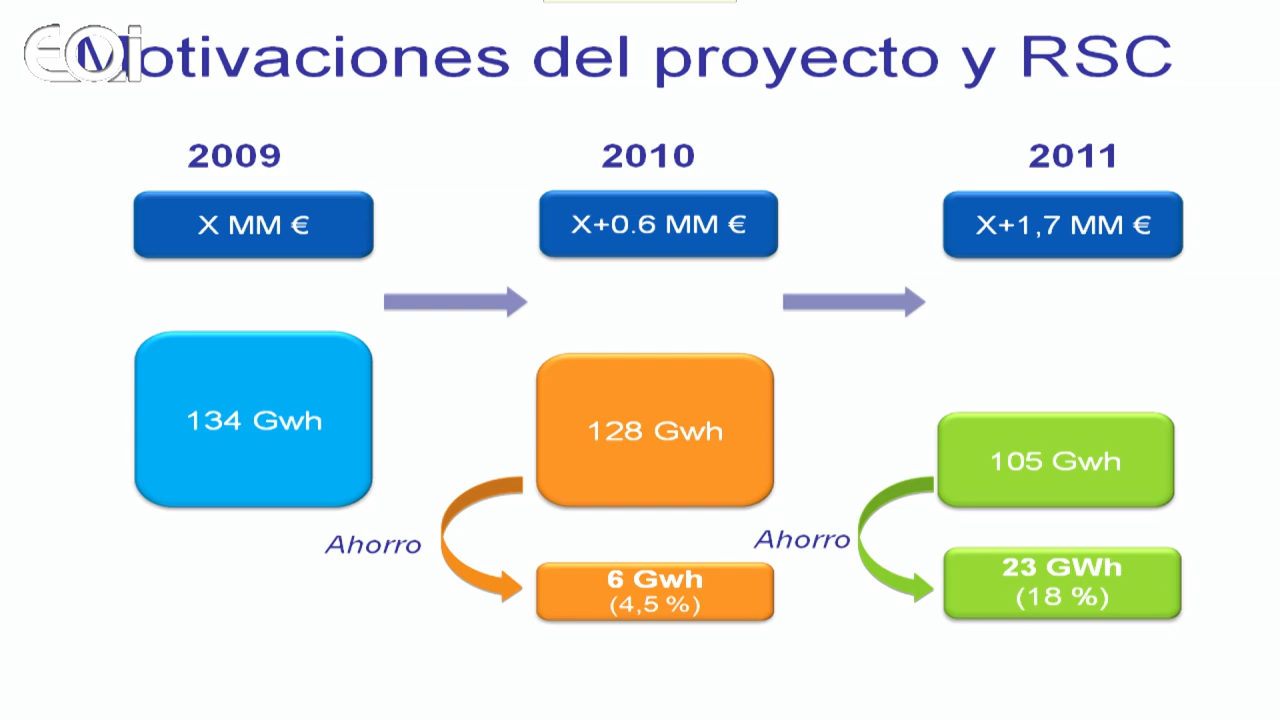 EOi
Motivaciones del proyecto y RSC
2009
2010
2011
X MM €
X+0.6 MM €
X+1,7 MM €
134 Gwh
128 Gwh
105 Gwh
Ahorro
Ahorro
6 Gwh
(4,5 %)
23 GWh
(18 %)